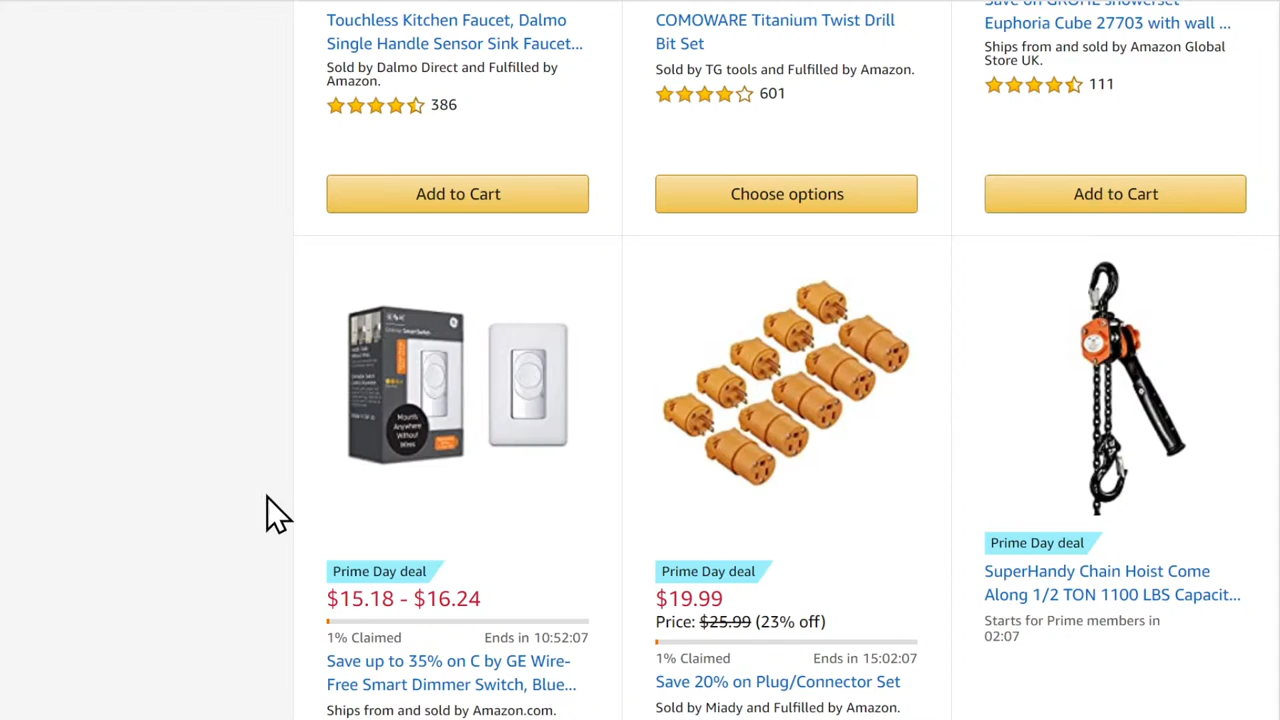 Touchless Kitchen Faucet, Dalmo
Single Handle Sensor Sink Faucet...
Sold by Dalmo Direct and Fulfilled by
Amazon.
386
Add to Cart
COMOWARE Titanium Twist Drill
Bit Set
Sold by TG tools and Fulfilled by Amazon.
601
Choose options
Save on GROHE showerset
Euphoria Cube 27703 with wall ...
Ships from and sold by Amazon Global
Store UK.
111
Add to Cart
Mounts
Anywhere
Without
Wires
Prime Day deal
$15.18 - $16.24
1% Claimed
Ends in 10:52:07
Save up to 35% on C by GE Wire-
Free Smart Dimmer Switch, Blue...
Ships from and sold by Amazon.com.
Prime Day deal
$19.99
Price: $25.99 (23% off)
1% Claimed
Ends in 15:02:07
Save 20% on Plug/Connector Set
Sold by Miady and Fulfilled by Amazon.
Prime Day deal
SuperHandy Chain Hoist Come
Along 1/2 TON 1100 LBS Capacit...
Starts for Prime members in
02:07